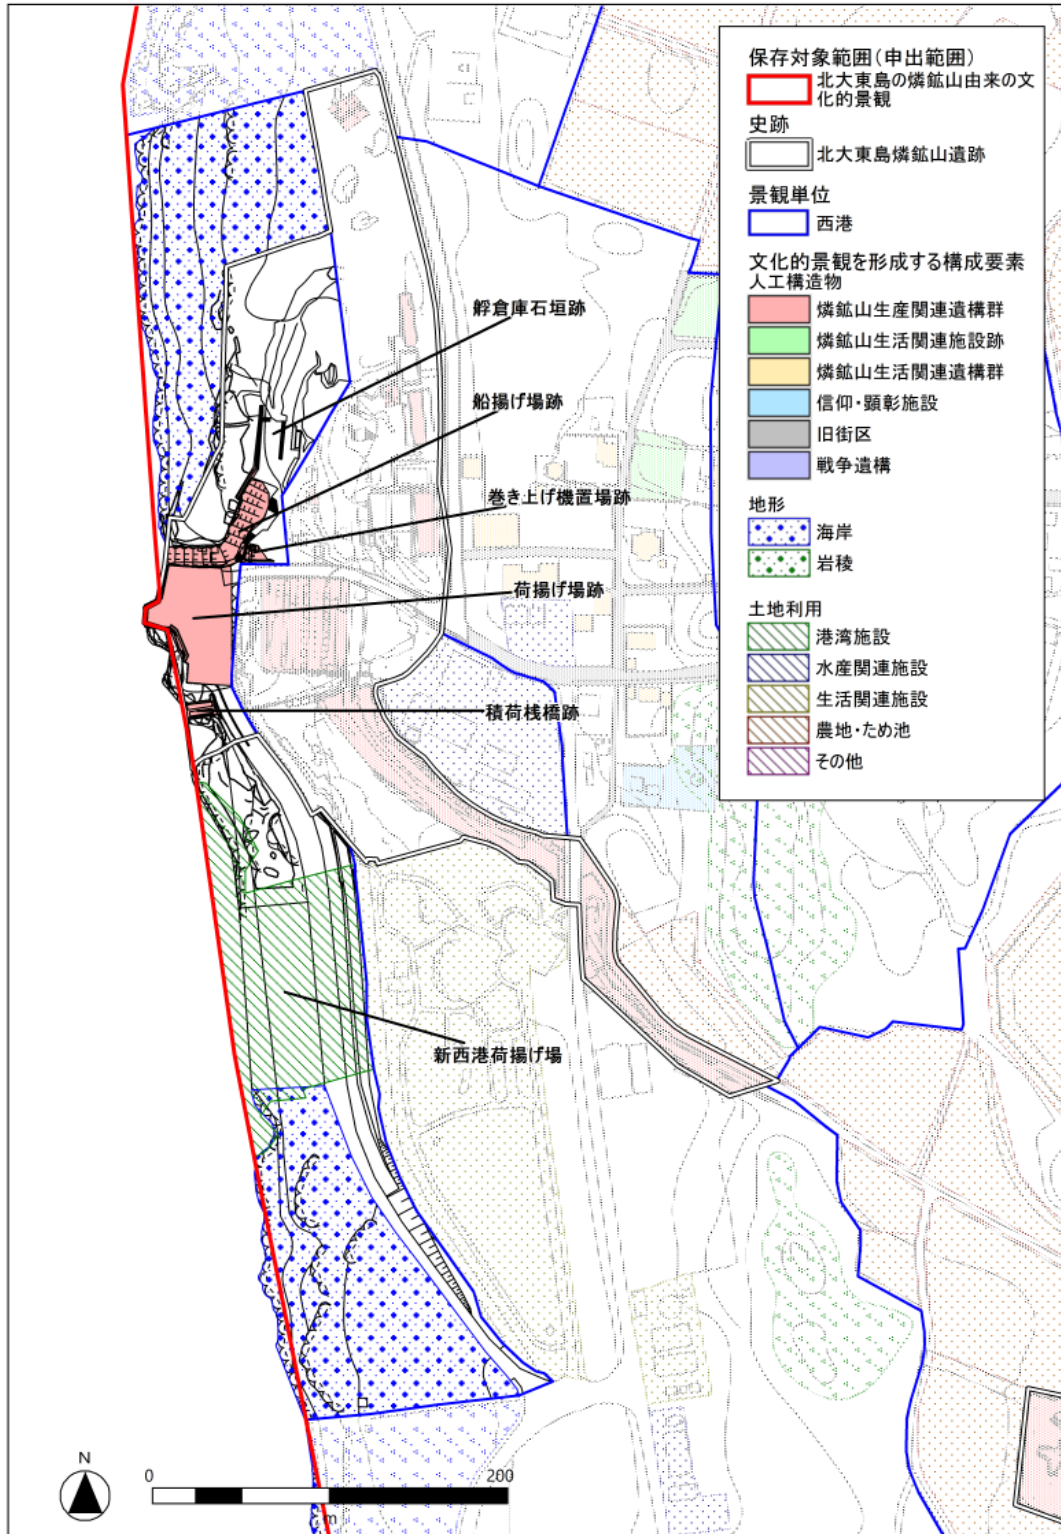 保存対象範囲(申出範囲)
北大東島の燐鉱山由来の文
化的景観
史跡
北大東島燐鉱山遺跡
景観単位
西港
文化的景観を形成する構成要素
人工構造物
燐鉱山生産関連遺構群
燐鉱山生活関連施設跡
燐鉱山生活関連遺構群
信仰・顕彰施設
旧街区
戦争遺構
地形
海岸
岩稜
土地利用
港湾施設
水産関連施設
生活関連施設
農地・ため池
その他
艀倉庫石垣跡
船揚げ場跡
巻き上げ機置場跡
荷揚げ場跡
積荷桟橋跡
新西港荷揚げ場
N
0
200
m